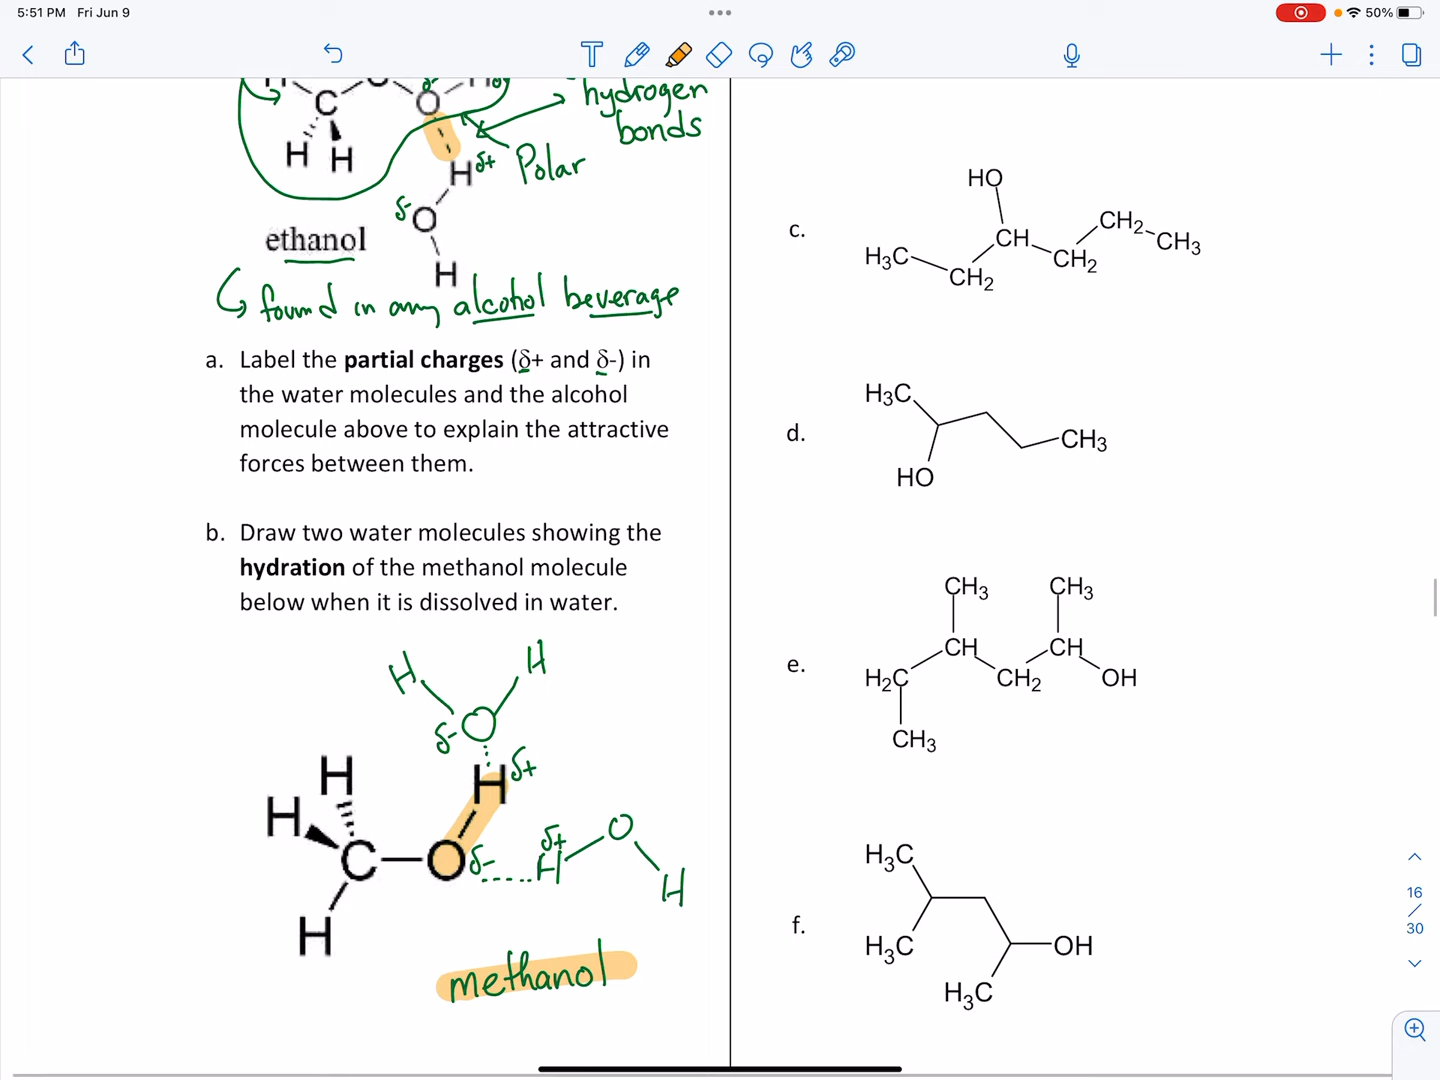 5:51 PM Fri Jun 9
50%
C
O
δ-
hydrogen
bonds
H H
H δ+
Polar
δ-
O
ethanol
H
found in any alcohol beverage
a. Label the partial charges (δ+ and δ-) in
the water molecules and the alcohol
molecule above to explain the attractive
forces between them.
b. Draw two water molecules showing the
hydration of the methanol molecule
below when it is dissolved in water.
H H
δ- O
H H δ+
H
C O δ- δ+ H O
H
H
methanol
c.
HO
CH CH2 CH3
H3C CH2 CH2
d.
H3C
CH3
HO
e.
CH3 CH3
CH CH
H2C CH2 OH
CH3
f.
H3C
H3C OH
H3C
16
/
30